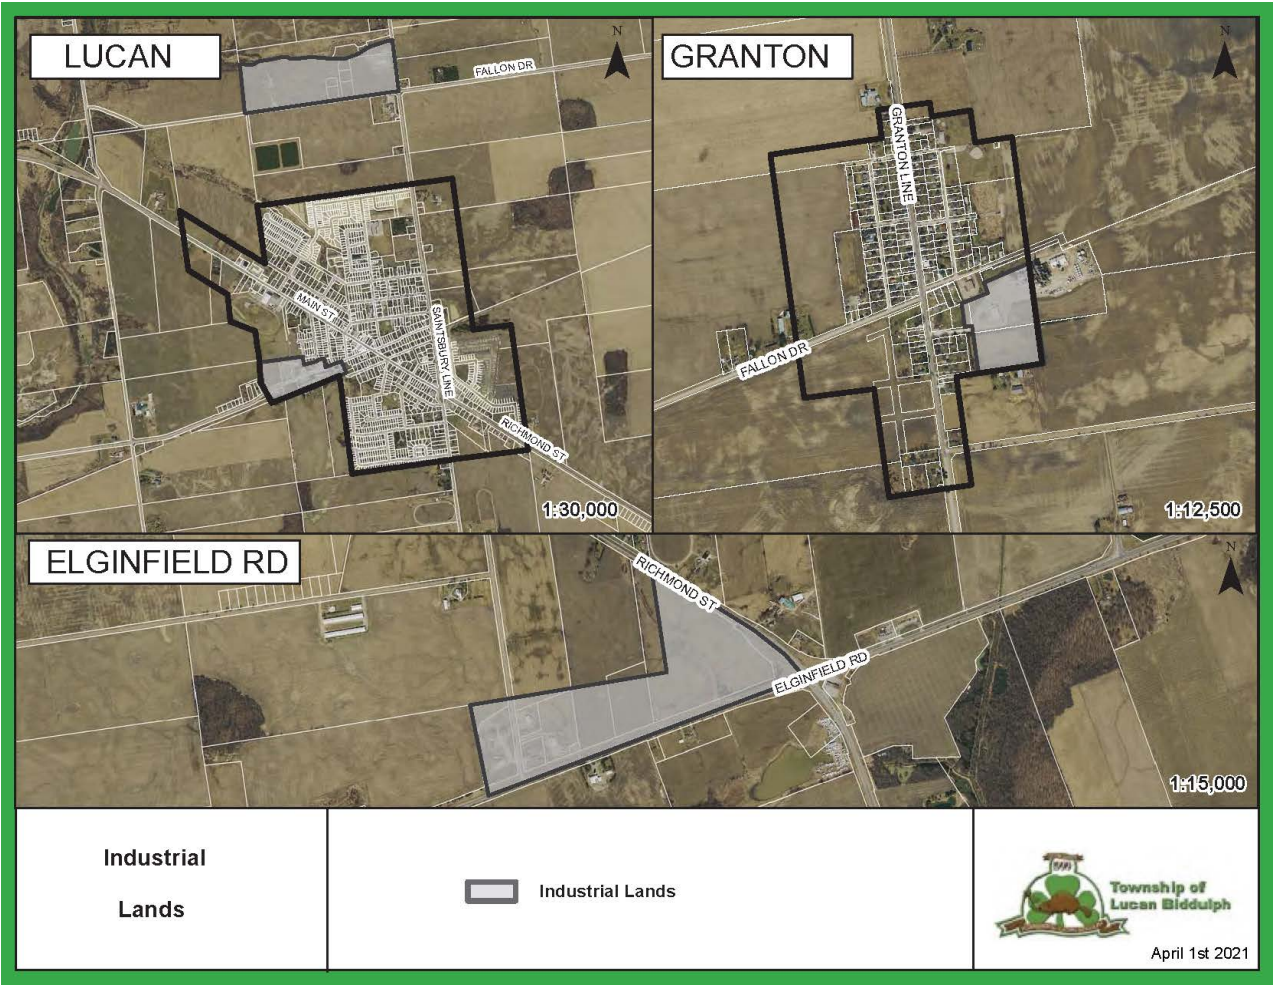 LUCAN
N
FALLON DR
MAIN ST
SAINTSBURY LINE
RICHMOND ST
1:30,000
GRANTON
N
GRANTON LINE
FALLON DR
1:12,500
ELGINFIELD RD
N
RICHMOND ST
ELGINFIELD RD
1:15,000
Industrial
Lands
Industrial Lands
Township of
Lucan Biddulph
April 1st 2021